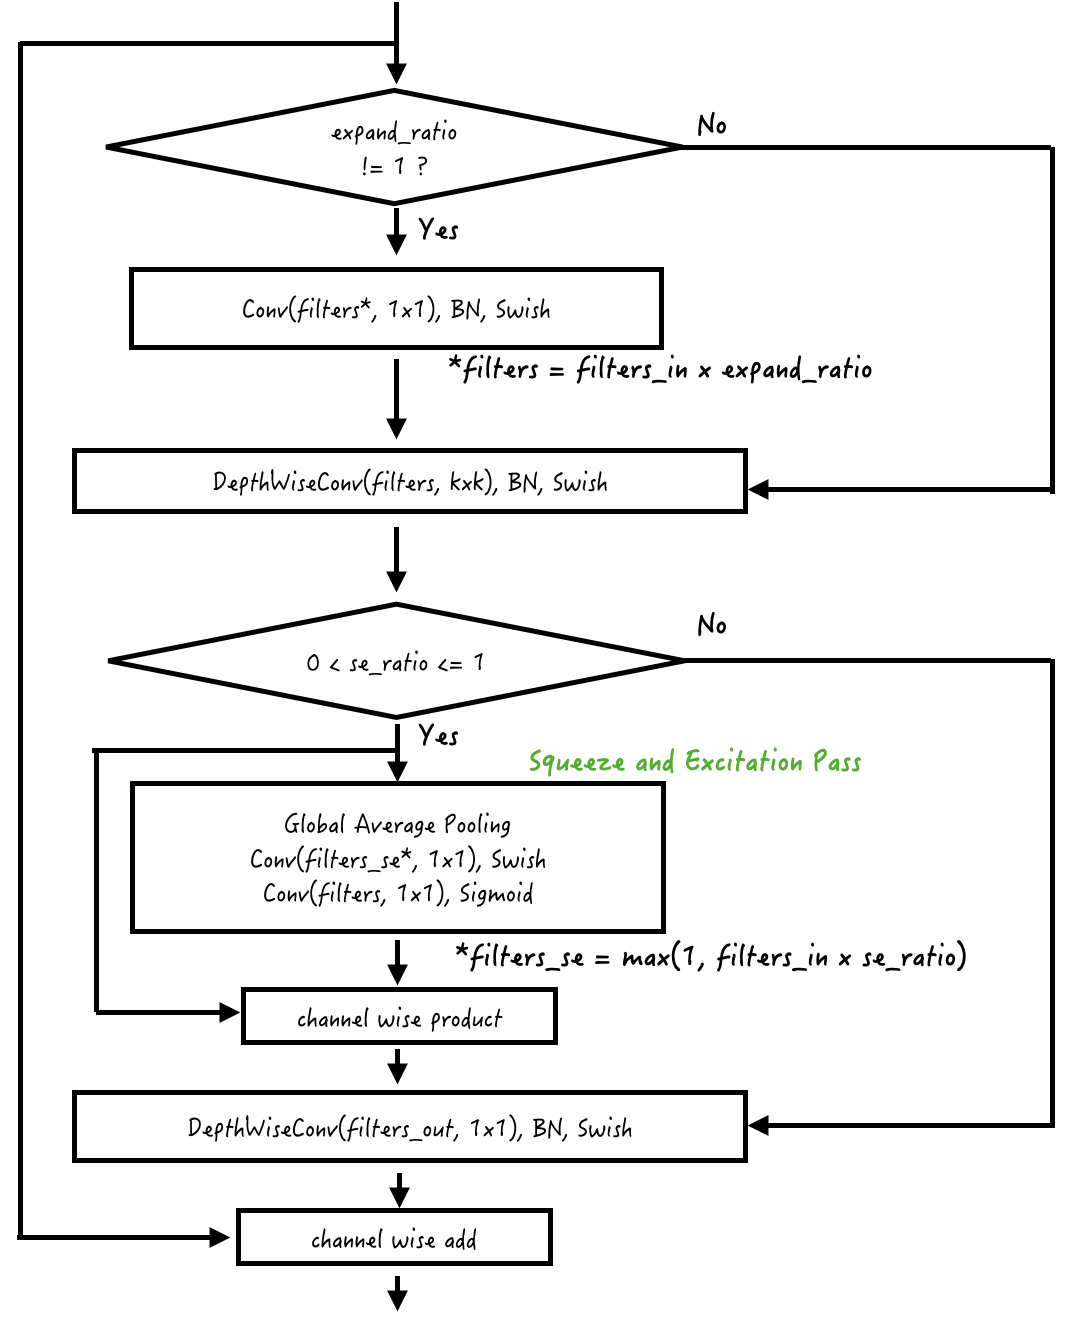 expand_ratio
!= 1 ?
No
Yes
Conv(filters*, 1x1), BN, Swish
*filters = filters_in x expand_ratio
DepthWiseConv(filters, kxk), BN, Swish
No
0 < se_ratio <= 1
Yes
Squeeze and Excitation Pass
Global Average Pooling
Conv(filters_se*, 1x1), Swish
Conv(filters, 1x1), Sigmoid
*filters_se = max(1, filters_in x se_ratio)
channel wise product
DepthWiseConv(filters_out, 1x1), BN, Swish
channel wise add